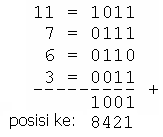 11 = 1011
7 = 0111
6 = 0110
3 = 0011
--------- +
1001
posisi ke: 8421